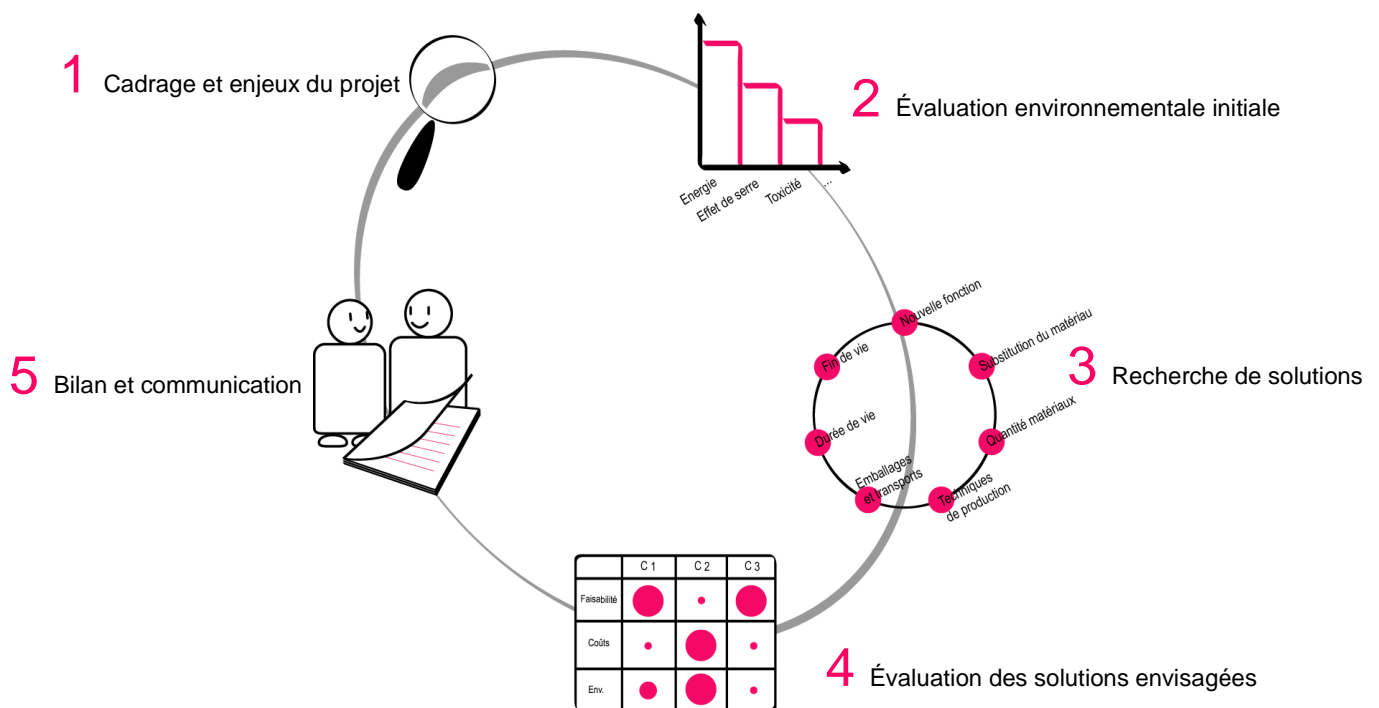 1 Cadrage et enjeux du projet
2 Évaluation environnementale initiale
Energie
Effet de serre
Toxicité
...
Nouvelle fonction
Substitution du matériau
Quantité matériaux
Techniques
de production
Emballages
et transports
Durée de vie
Fin de vie
3 Recherche de solutions
C 1 C 2 C 3
Faisabilité
Coûts
Env.
4 Évaluation des solutions envisagées
5 Bilan et communication